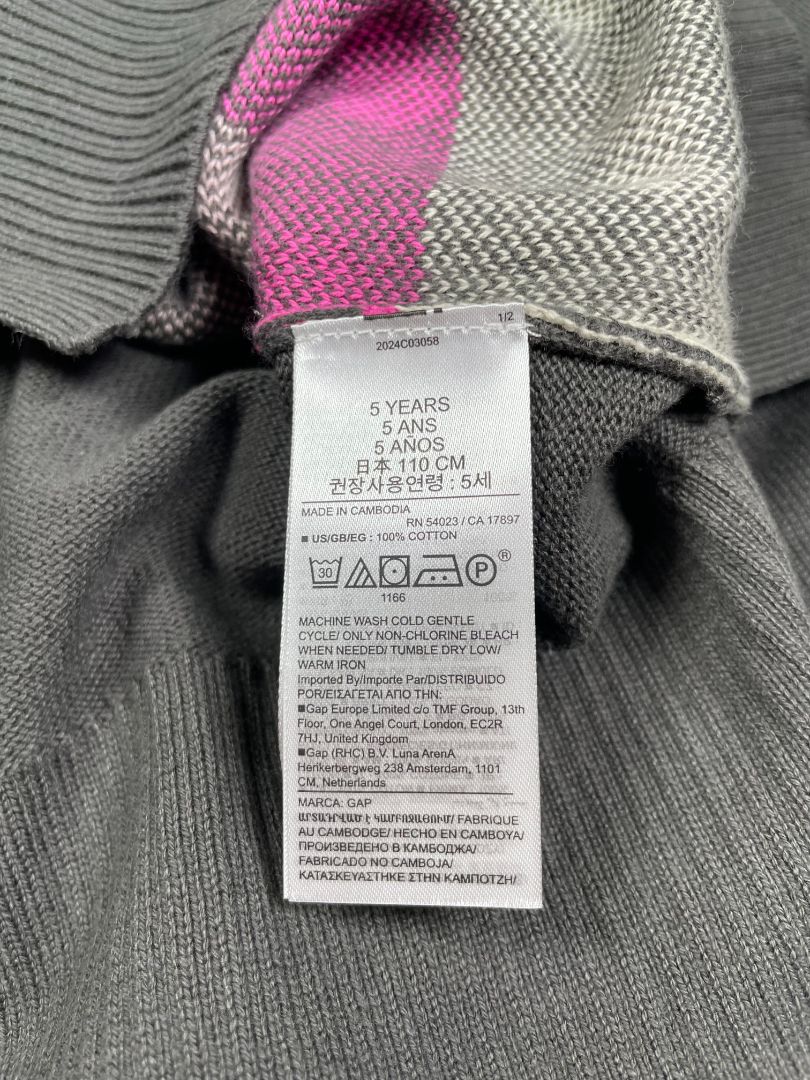 1/2
2024C03058
5 YEARS
5 ANS
5 AÑOS
日本 110 CM
권장사용연령 : 5세
MADE IN CAMBODIA
RN 54023 / CA 17897
■ US/GB/EG : 100% COTTON
30 P ®
1166
MACHINE WASH COLD GENTLE
CYCLE/ ONLY NON-CHLORINE BLEACH
WHEN NEEDED/ TUMBLE DRY LOW/
WARM IRON
Imported By/Importe Par/DISTRIBUIDO
POR/ΕΙΣΑΓΕΤΑΙ ΑΠΟ ΤΗΝ:
■Gap Europe Limited c/o TMF Group, 13th
Floor, One Angel Court, London, EC2R
7HJ, United Kingdom
■Gap (RHC) B.V. Luna ArenA
Herikerbergweg 238 Amsterdam, 1101
CM, Netherlands
MARCA: GAP
ԱՐՏԱԴՐՎԱԾ Է ԿԱՄԲՈՋԱՅՈՒՄ/ FABRIQUE
AU CAMBODGE/ HECHO EN CAMBOYA/
ПРОИЗВЕДЕНО В КАМБОДЖА/
FABRICADO NO CAMBOJA/
ΚΑΤΑΣΚΕΥΑΣΤΗΚΕ ΣΤΗΝ ΚΑΜΠΟΤΖΗ/